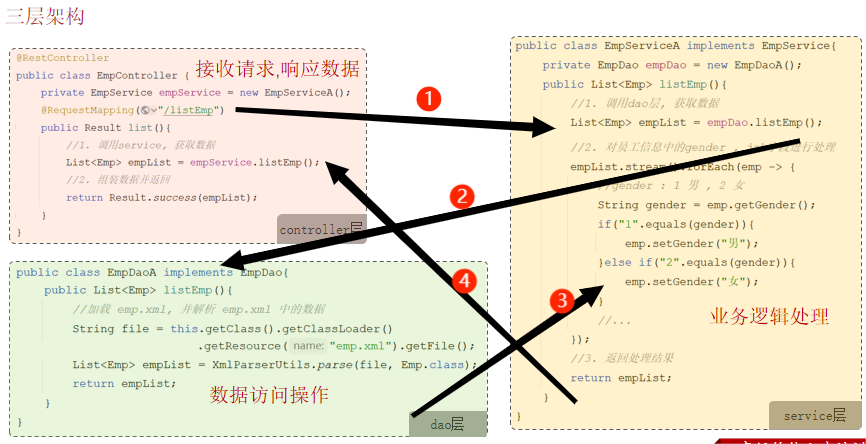 三层架构
@RestController
public class EmpController {
接收请求,响应数据
private EmpService empService = new EmpServiceA();
@RequestMapping("/listEmp")
public Result list(){
//1. 调用service, 获取数据
List<Emp> empList = empService.listEmp();
//2. 组装数据并返回
return Result.success(empList);
}
}
controller层
1
2
3
4
public class EmpDaoA implements EmpDao{
public List<Emp> listEmp(){
//加载 emp.xml, 并解析 emp.xml 中的数据
String file = this.getClass().getClassLoader()
.getResource( name: "emp.xml").getFile();
List<Emp> empList = XmlParserUtils.parse(file, Emp.class);
return empList;
}
}
数据访问操作
dao层
public class EmpServiceA implements EmpService{
private EmpDao empDao = new EmpDaoA();
public List<Emp> listEmp(){
//1. 调用dao层, 获取数据
List<Emp> empList = empDao.listEmp();
//2. 对员工信息中的gender , 进行处理
empList.stream().forEach(emp -> {
//gender : 1 男 , 2 女
String gender = emp.getGender();
if("1".equals(gender)){
emp.setGender("男");
}else if("2".equals(gender)){
emp.setGender("女");
}
//...
});
//3. 返回处理结果
return empList;
}
}
业务逻辑处理
service层